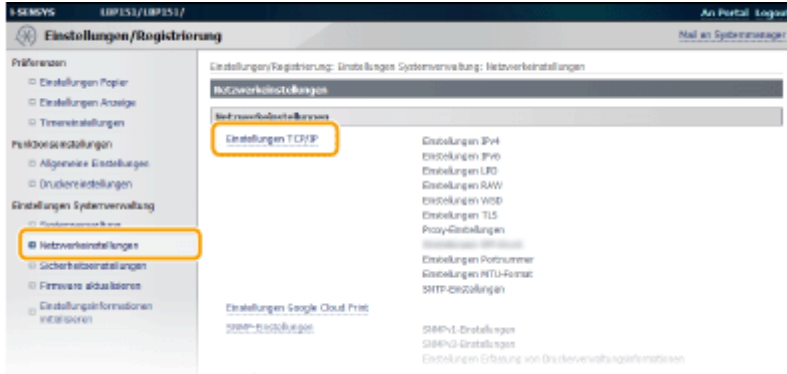 i-SENSYS LBP151/LBP151/ An Portal Logout
Einstellungen/Registrierung Mail an Systemmanager
Präferenzen
Einstellungen Papier
Einstellungen Anzeige
Timereinstellungen
Funktionseinstellungen
Allgemeine Einstellungen
Druckereinstellungen
Einstellungen Systemverwaltung
Systemverwaltung
Netzwerkeinstellungen
Sicherheitseinstellungen
Firmware aktualisieren
Einstellungsinformationen
initialisieren
Einstellungen/Registrierung: Einstellungen Systemverwaltung: Netzwerkeinstellungen
Netzwerkeinstellungen
Netzwerkeinstellungen
Einstellungen TCP/IP
Einstellungen IPv4
Einstellungen IPv6
Einstellungen LPD
Einstellungen RAW
Einstellungen WSD
Einstellungen TLS
Proxy-Einstellungen
Einstellungen Portnummer
Einstellungen MTU-Format
SNTP-Einstellungen
Einstellungen Google Cloud Print
SNMP-Einstellungen
SNMPv1-Einstellungen
SNMPv3-Einstellungen
Einstellungen Erfassung von Druckerverwaltungsinformationen